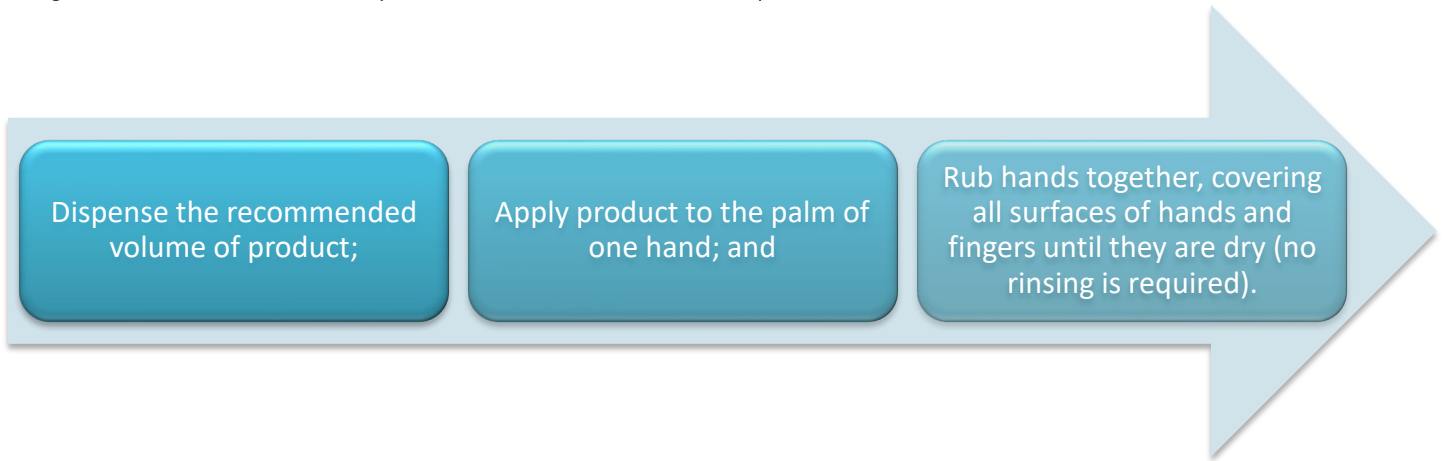 Dispense the recommended
volume of product;
Apply product to the palm of
one hand; and
Rub hands together, covering
all surfaces of hands and
fingers until they are dry (no
rinsing is required).